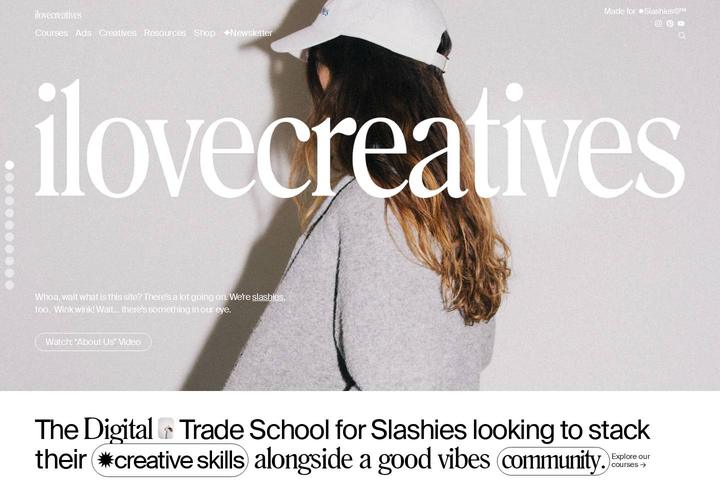 ilovecreatives
Made for ✹Slashies®™
Courses Ads Creatives Resources Shop ✦Newsletter
ilovecreatives
Whoa, wait what is this site? There's a lot going on. We're slashies,
too. Wink wink! Wait... there's something in our eye.
Watch: "About Us" Video
The Digital Trade School for Slashies looking to stack
their ✹creative skills alongside a good vibes community.
Explore our
courses →